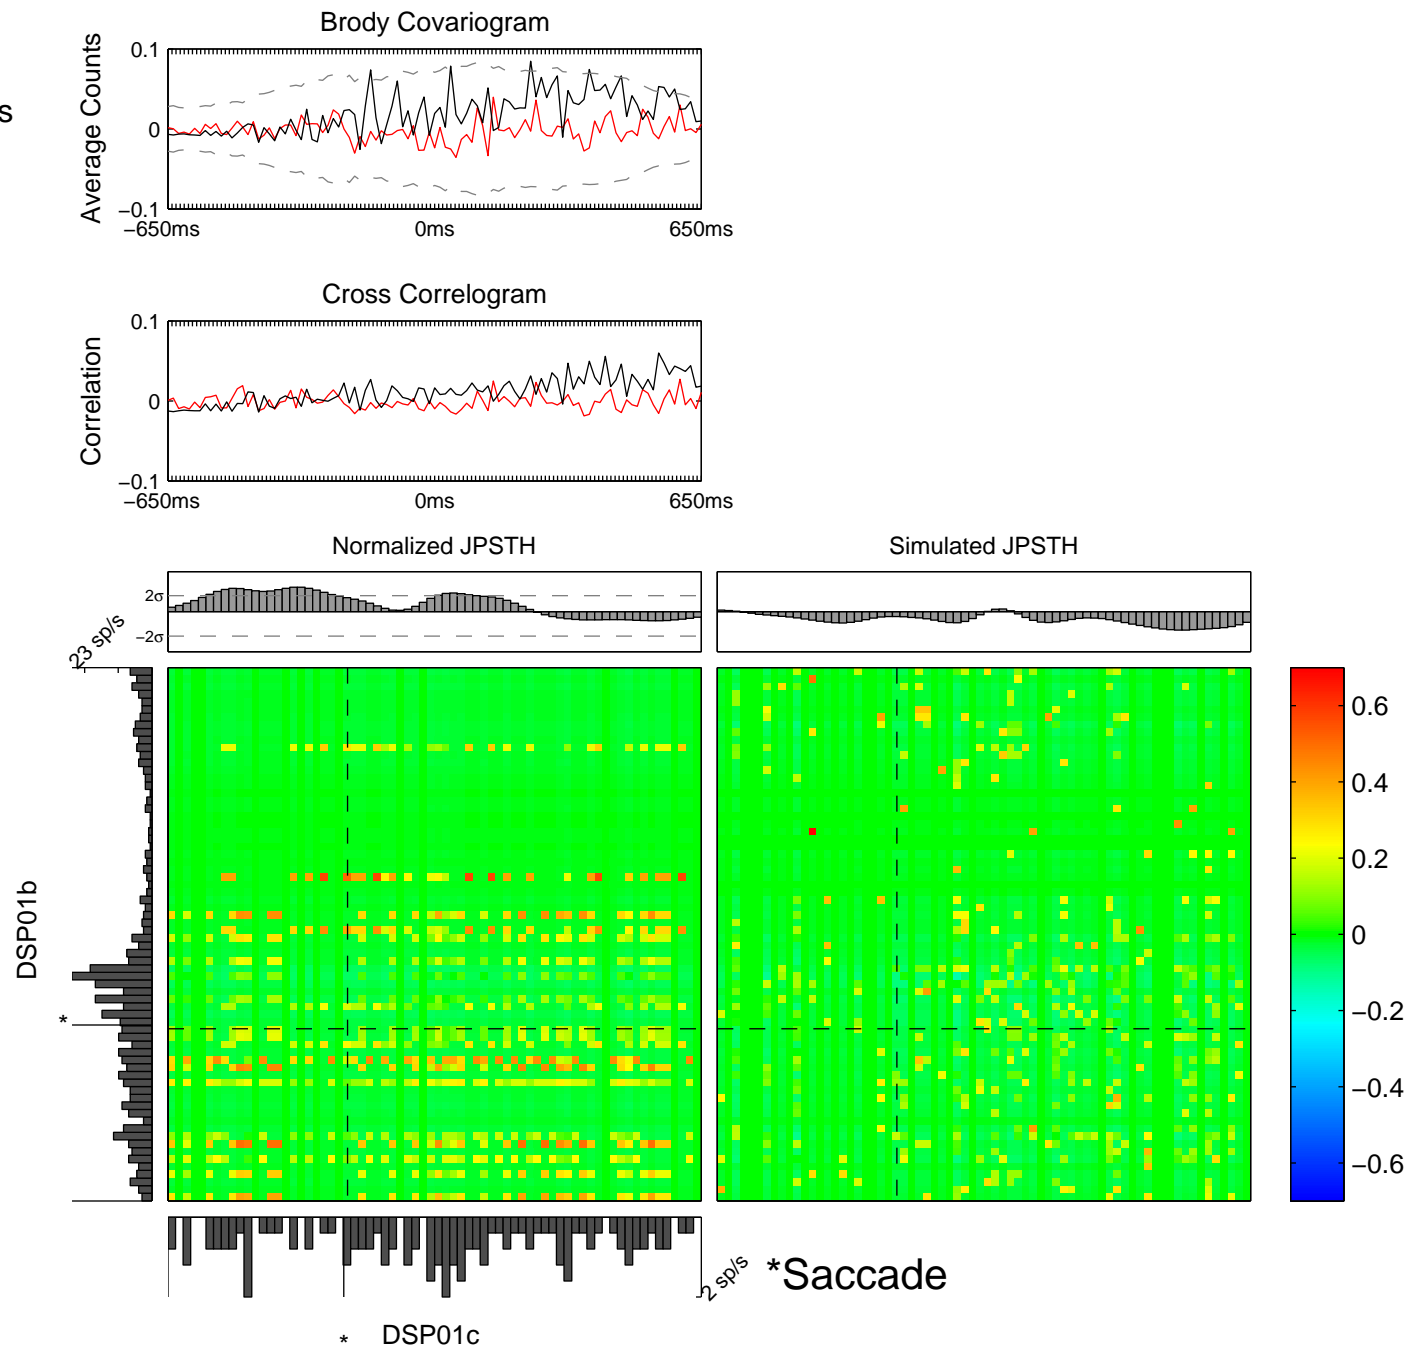 Brody Covariogram
s
Average Counts
0.1
0
−0.1
−650ms
0ms
650ms
Cross Correlogram
Correlation
0.1
0
−0.1
−650ms
0ms
650ms
Normalized JPSTH
Simulated JPSTH
2σ
−2σ
23 sp/s
DSP01b
*
0.6
0.4
0.2
0
−0.2
−0.4
−0.6
2 sp/s
*Saccade
* DSP01c